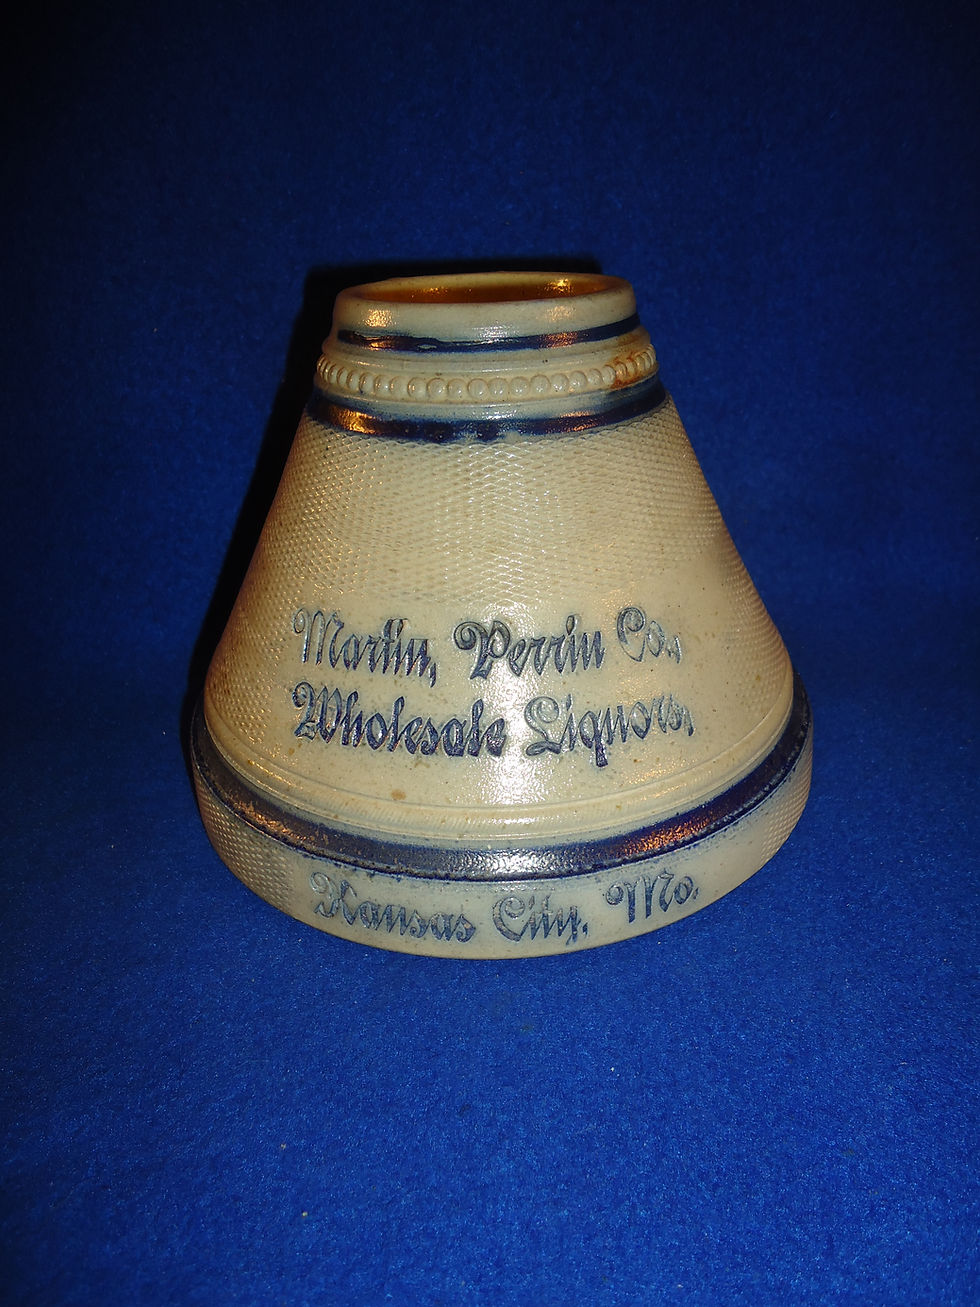 Martin, Perrin Co.,
Wholesale Liquors,
Kansas City, Mo.